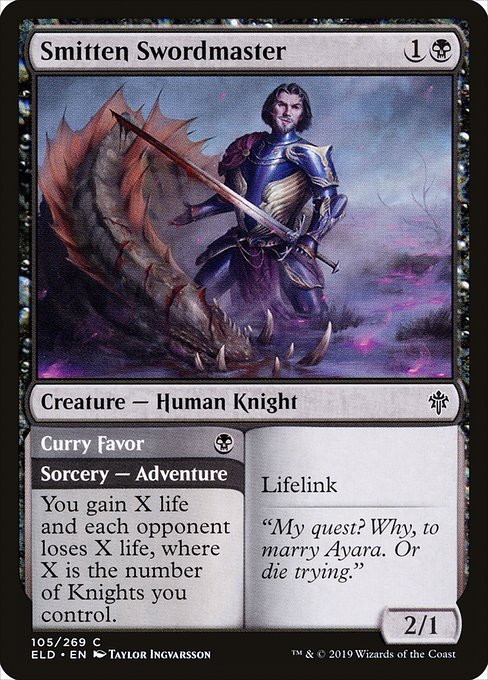 Smitten Swordmaster 1
Creature — Human Knight
Curry Favor
Sorcery — Adventure
You gain X life
and each opponent
loses X life, where
X is the number
of Knights you
control.
Lifelink
“My quest? Why, to
marry Ayara. Or
die trying.”
2/1
105/269 C
ELD • EN Taylor Ingvarsson
™ & © 2019 Wizards of the Coast